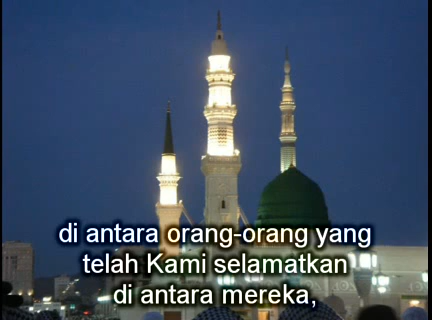 di antara orang-orang yang
telah Kami selamatkan
di antara mereka,